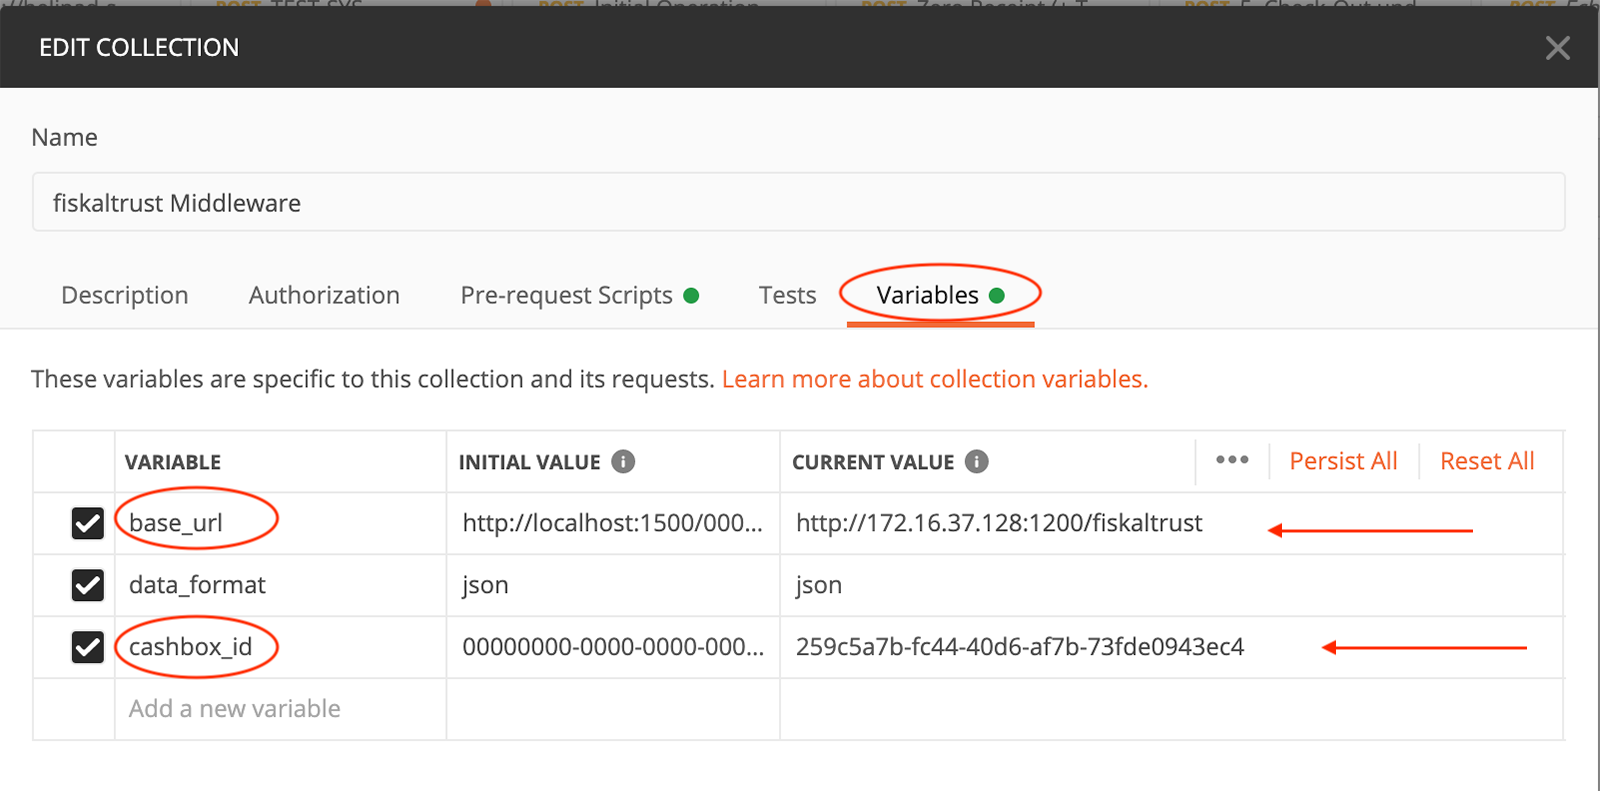 EDIT COLLECTION
Name
fiskaltrust Middleware
Description Authorization Pre-request Scripts Tests Variables
These variables are specific to this collection and its requests. Learn more about collection variables.
VARIABLE INITIAL VALUE CURRENT VALUE ••• Persist All Reset All
base_url http://localhost:1500/000... http://172.16.37.128:1200/fiskaltrust
data_format json json
cashbox_id 00000000-0000-0000-000... 259c5a7b-fc44-40d6-af7b-73fde0943ec4
Add a new variable